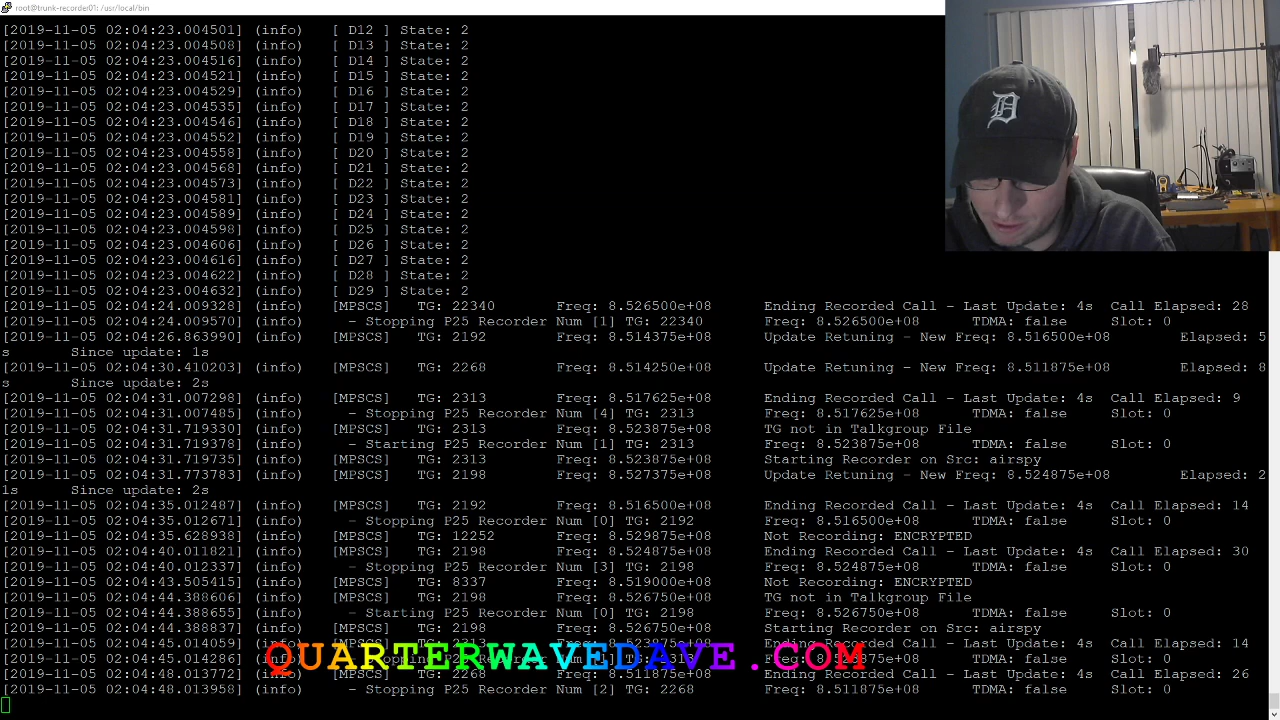 root@trunk-recorder01: /usr/local/bin
[2019-11-05 02:04:23.004501] (info) [ D12 ] State: 2
[2019-11-05 02:04:23.004508] (info) [ D13 ] State: 2
[2019-11-05 02:04:23.004516] (info) [ D14 ] State: 2
[2019-11-05 02:04:23.004521] (info) [ D15 ] State: 2
[2019-11-05 02:04:23.004529] (info) [ D16 ] State: 2
[2019-11-05 02:04:23.004535] (info) [ D17 ] State: 2
[2019-11-05 02:04:23.004546] (info) [ D18 ] State: 2
[2019-11-05 02:04:23.004552] (info) [ D19 ] State: 2
[2019-11-05 02:04:23.004558] (info) [ D20 ] State: 2
[2019-11-05 02:04:23.004568] (info) [ D21 ] State: 2
[2019-11-05 02:04:23.004573] (info) [ D22 ] State: 2
[2019-11-05 02:04:23.004581] (info) [ D23 ] State: 2
[2019-11-05 02:04:23.004589] (info) [ D24 ] State: 2
[2019-11-05 02:04:23.004598] (info) [ D25 ] State: 2
[2019-11-05 02:04:23.004606] (info) [ D26 ] State: 2
[2019-11-05 02:04:23.004616] (info) [ D27 ] State: 2
[2019-11-05 02:04:23.004622] (info) [ D28 ] State: 2
[2019-11-05 02:04:23.004632] (info) [ D29 ] State: 2
[2019-11-05 02:04:24.009328] (info) [MPSCS] TG: 22340 Freq: 8.526500e+08 Ending Recorded Call - Last Update: 4s Call Elapsed: 28
[2019-11-05 02:04:24.009570] (info) - Stopping P25 Recorder Num [1] TG: 22340 Freq: 8.526500e+08 TDMA: false Slot: 0
[2019-11-05 02:04:26.863990] (info) [MPSCS] TG: 2192 Freq: 8.514375e+08 Update Retuning - New Freq: 8.516500e+08 Elapsed: 5
s Since update: 1s
[2019-11-05 02:04:30.410203] (info) [MPSCS] TG: 2268 Freq: 8.514250e+08 Update Retuning - New Freq: 8.511875e+08 Elapsed: 8
s Since update: 2s
[2019-11-05 02:04:31.007298] (info) [MPSCS] TG: 2313 Freq: 8.517625e+08 Ending Recorded Call - Last Update: 4s Call Elapsed: 9
[2019-11-05 02:04:31.007485] (info) - Stopping P25 Recorder Num [4] TG: 2313 Freq: 8.517625e+08 TDMA: false Slot: 0
[2019-11-05 02:04:31.719330] (info) [MPSCS] TG: 2313 Freq: 8.523875e+08 TG not in Talkgroup File
[2019-11-05 02:04:31.719378] (info) - Starting P25 Recorder Num [1] TG: 2313 Freq: 8.523875e+08 TDMA: false Slot: 0
[2019-11-05 02:04:31.719735] (info) [MPSCS] TG: 2313 Freq: 8.523875e+08 Starting Recorder on Src: airspy
[2019-11-05 02:04:31.773783] (info) [MPSCS] TG: 2198 Freq: 8.527375e+08 Update Retuning - New Freq: 8.524875e+08 Elapsed: 2
1s Since update: 2s
[2019-11-05 02:04:35.012487] (info) [MPSCS] TG: 2192 Freq: 8.516500e+08 Ending Recorded Call - Last Update: 4s Call Elapsed: 14
[2019-11-05 02:04:35.012671] (info) - Stopping P25 Recorder Num [0] TG: 2192 Freq: 8.516500e+08 TDMA: false Slot: 0
[2019-11-05 02:04:35.628938] (info) [MPSCS] TG: 12252 Freq: 8.529875e+08 Not Recording: ENCRYPTED
[2019-11-05 02:04:40.011821] (info) [MPSCS] TG: 2198 Freq: 8.524875e+08 Ending Recorded Call - Last Update: 4s Call Elapsed: 30
[2019-11-05 02:04:40.012337] (info) - Stopping P25 Recorder Num [3] TG: 2198 Freq: 8.524875e+08 TDMA: false Slot: 0
[2019-11-05 02:04:43.505415] (info) [MPSCS] TG: 8337 Freq: 8.519000e+08 Not Recording: ENCRYPTED
[2019-11-05 02:04:44.388606] (info) [MPSCS] TG: 2198 Freq: 8.526750e+08 TG not in Talkgroup File
[2019-11-05 02:04:44.388655] (info) - Starting P25 Recorder Num [0] TG: 2198 Freq: 8.526750e+08 TDMA: false Slot: 0
[2019-11-05 02:04:44.388837] (info) [MPSCS] TG: 2198 Freq: 8.526750e+08 Starting Recorder on Src: airspy
[2019-11-05 02:04:45.014059] (info) [MPSCS] TG: 2313 Freq: 8.523875e+08 Ending Recorded Call - Last Update: 4s Call Elapsed: 14
QUARTERWAVEDAVE.COM
[2019-11-05 02:04:45.014286] (info) - Stopping P25 Recorder Num [1] TG: 2313 Freq: 8.523875e+08 TDMA: false Slot: 0
[2019-11-05 02:04:48.013772] (info) [MPSCS] TG: 2268 Freq: 8.511875e+08 Ending Recorded Call - Last Update: 4s Call Elapsed: 26
[2019-11-05 02:04:48.013958] (info) - Stopping P25 Recorder Num [2] TG: 2268 Freq: 8.511875e+08 TDMA: false Slot: 0